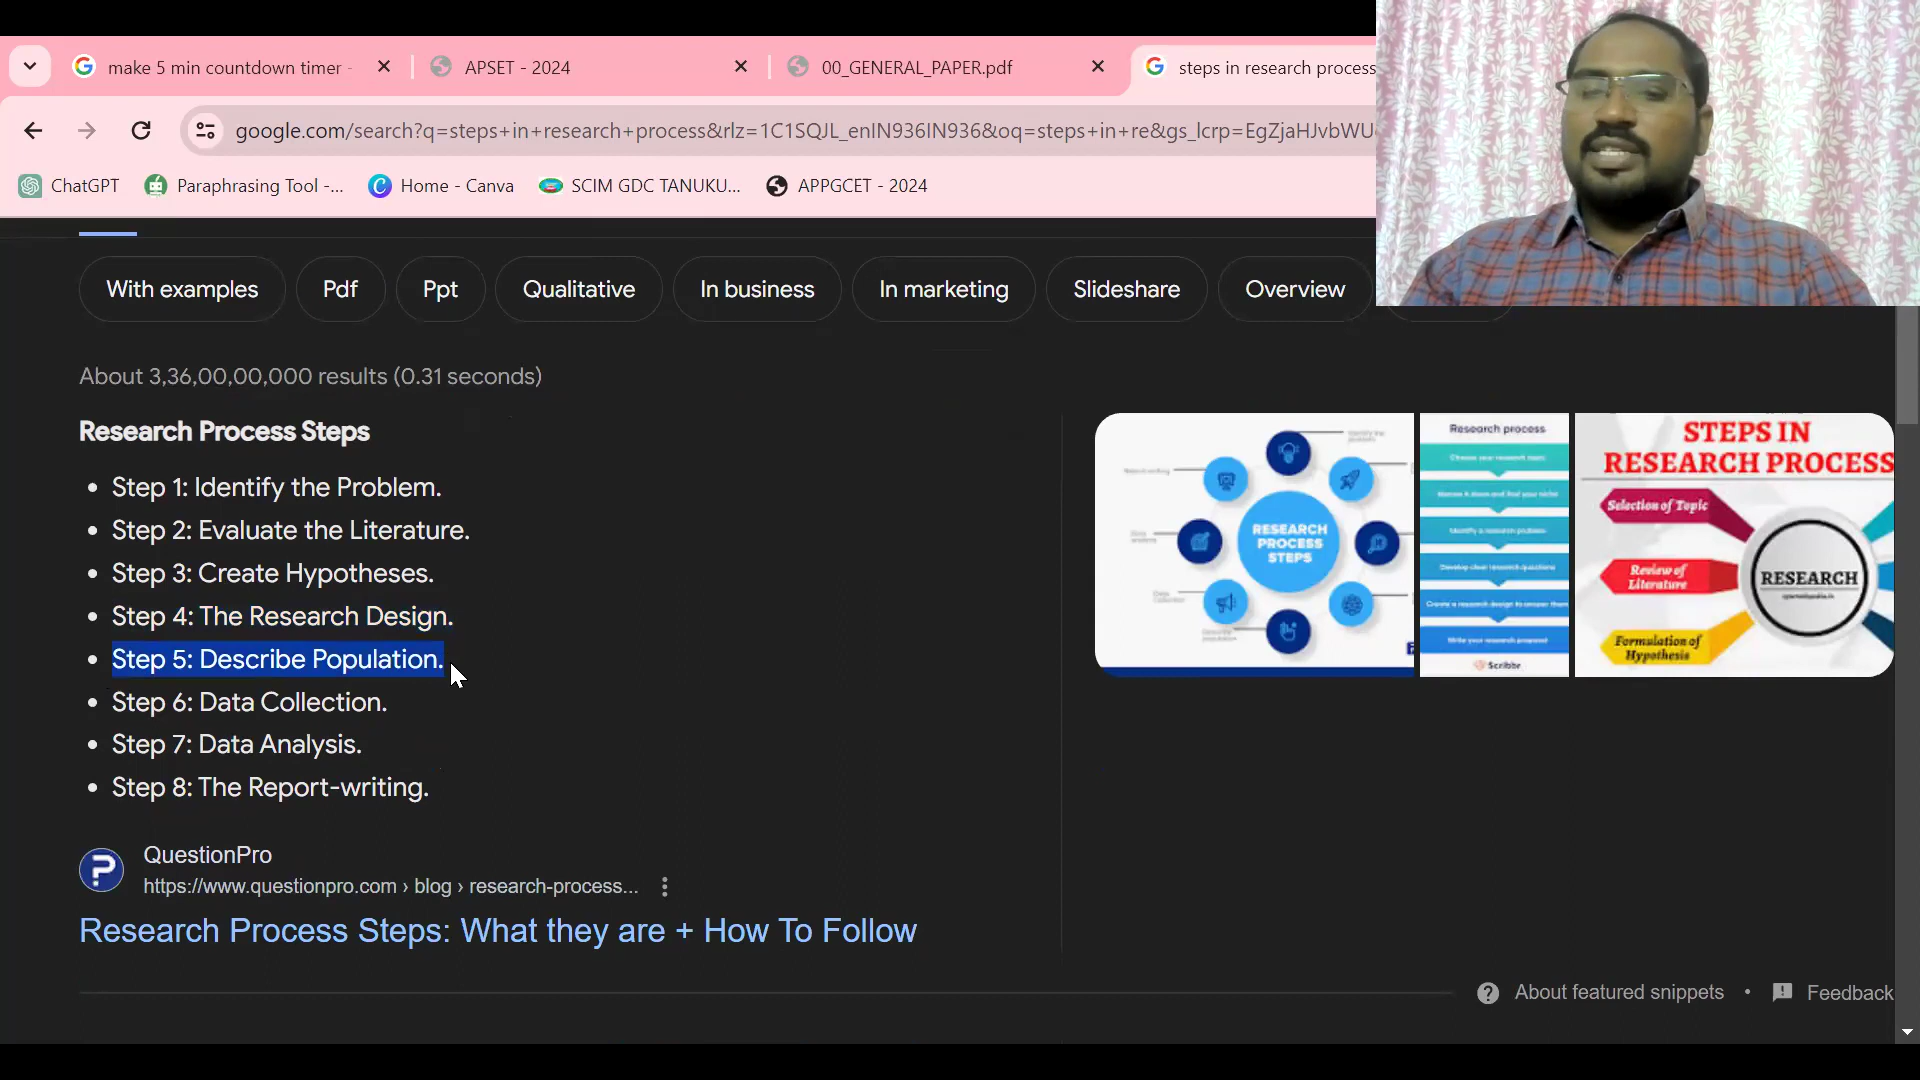 make 5 min countdown timer -
APSET - 2024
00_GENERAL_PAPER.pdf
steps in research process
google.com/search?q=steps+in+research+process&rlz=1C1SQJL_enIN936IN936&oq=steps+in+re&gs_lcrp=EgZjaHJvbWU
ChatGPT
Paraphrasing Tool -...
Home - Canva
SCIM GDC TANUKU...
APPGCET - 2024
With examples
Pdf
Ppt
Qualitative
In business
In marketing
Slideshare
Overview
About 3,36,00,00,000 results (0.31 seconds)
Research Process Steps
Step 1: Identify the Problem.
Step 2: Evaluate the Literature.
Step 3: Create Hypotheses.
Step 4: The Research Design.
Step 5: Describe Population.
Step 6: Data Collection.
Step 7: Data Analysis.
Step 8: The Report-writing.
RESEARCH
PROCESS
STEPS
Research process
Scribbr
STEPS IN
RESEARCH PROCESS
Selection of Topic
Review of
Literature
Formulation of
Hypothesis
RESEARCH
QuestionPro
https://www.questionpro.com › blog › research-process...
Research Process Steps: What they are + How To Follow
About featured snippets
Feedback